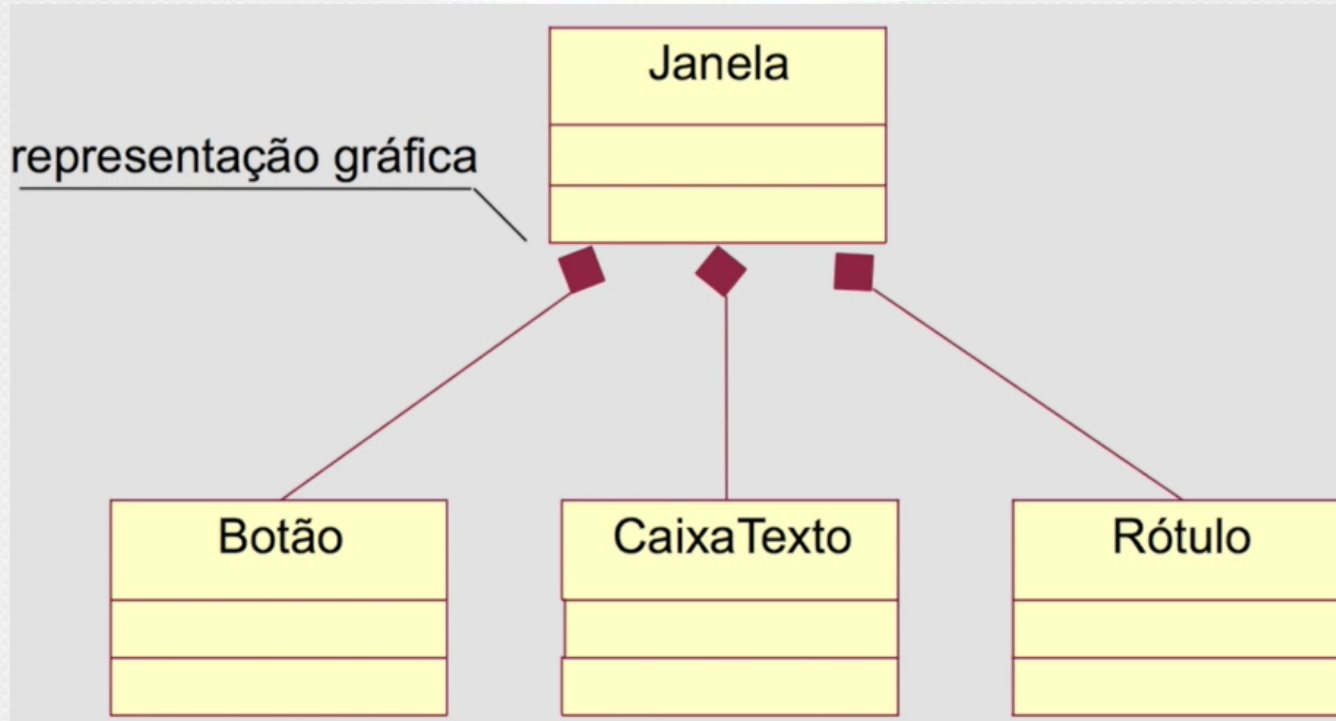 Janela
representação gráfica
Botão
CaixaTexto
Rótulo